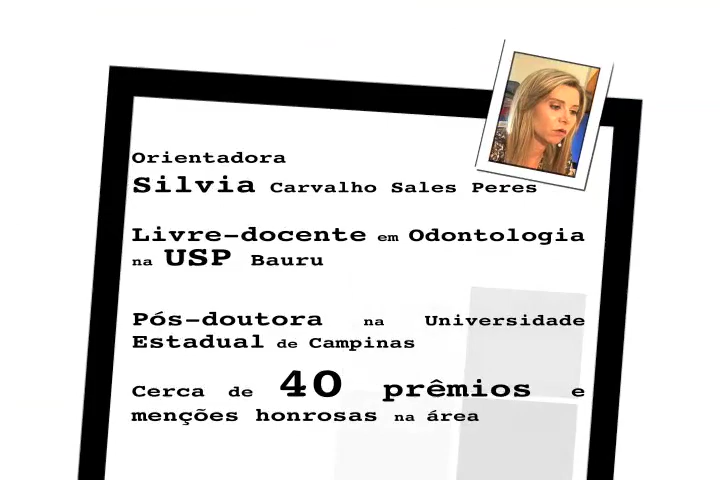 Orientadora
Silvia Carvalho Sales Peres
Livre-docente em Odontologia
na USP Bauru
Pós-doutora na Universidade
Estadual de Campinas
Cerca de 40 prêmios e
menções honrosas na área